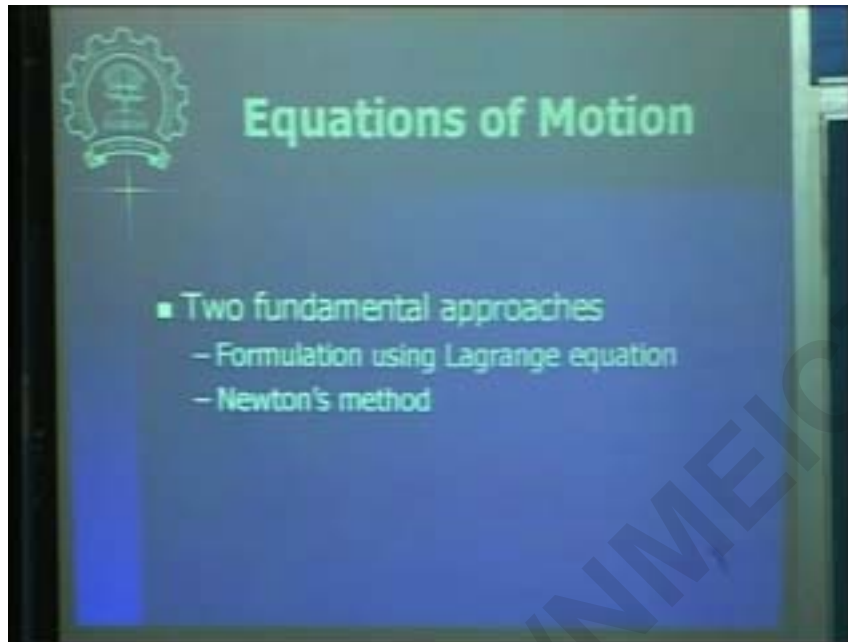 Equations of Motion
▪ Two fundamental approaches
– Formulation using Lagrange equation
– Newton's method